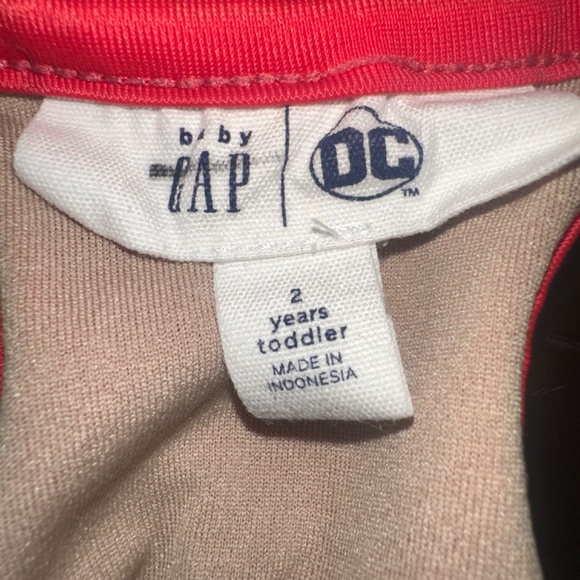 baby
GAP
DC
TM
2
years
toddler
MADE IN
INDONESIA